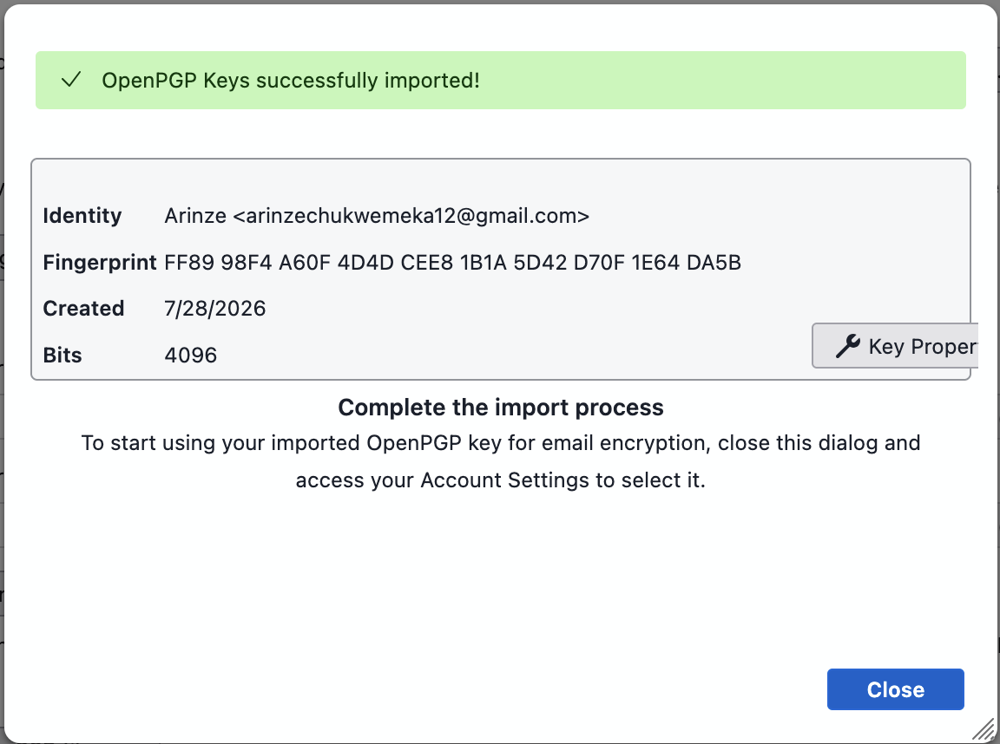 OpenPGP Keys successfully imported!
Identity Arinze <arinzechukwemeka12@gmail.com>
Fingerprint FF89 98F4 A60F 4D4D CEE8 1B1A 5D42 D70F 1E64 DA5B
Created 7/28/2026
Bits 4096
Key Proper
Complete the import process
To start using your imported OpenPGP key for email encryption, close this dialog and
access your Account Settings to select it.
Close